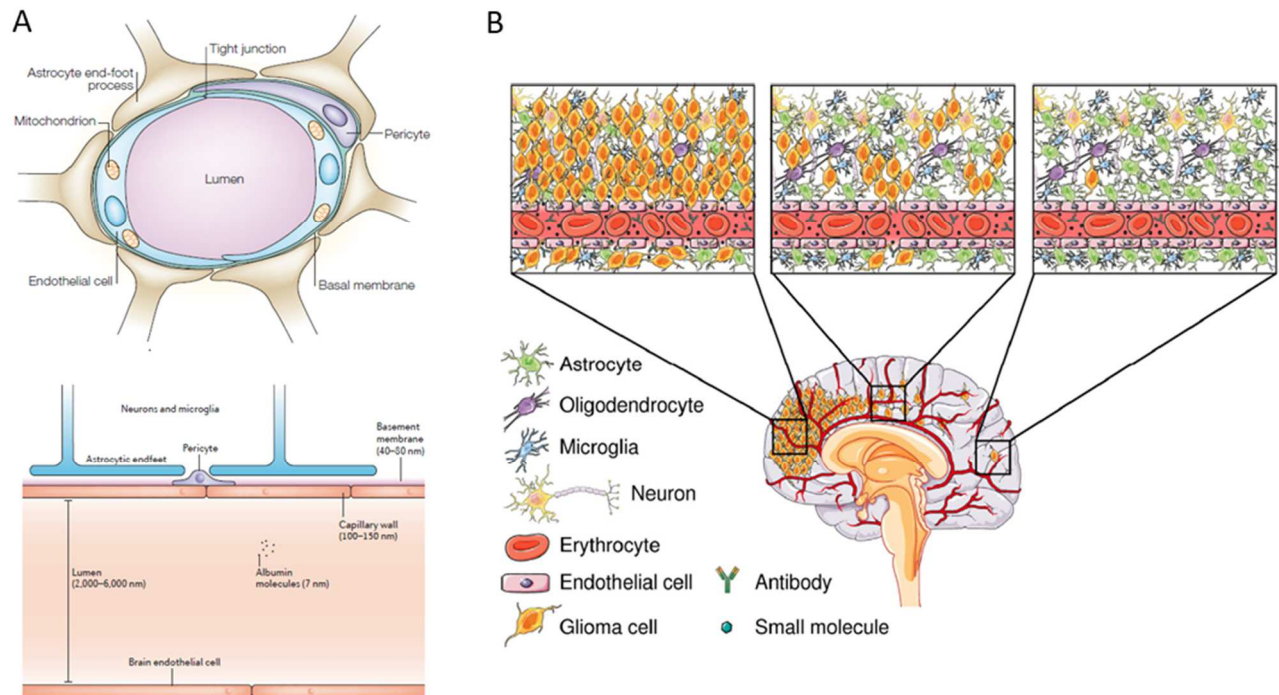 A
Tight junction
Astrocyte end-foot
process
Mitochondrion
Pericyte
Lumen
Endothelial cell
Basal membrane
Neurons and microglia
Basement
membrane
(40–80 nm)
Pericyte
Astrocytic endfeet
Capillary wall
(100–150 nm)
Lumen
(2,000–6,000 nm)
Albumin
molecules (7 nm)
Brain endothelial cell
B
Astrocyte
Oligodendrocyte
Microglia
Neuron
Erythrocyte
Endothelial cell
Antibody
Glioma cell
Small molecule